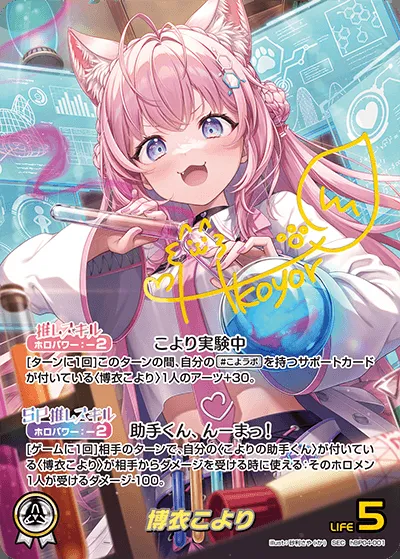 Koyori
推しスキル
ホロパワー：－2
こより実験中
[ターンに1回]このターンの間、自分の #こよラボ を持つサポートカード
が付いている〈博衣こより〉1人のアーツ+30。
SP推しスキル
ホロパワー：－2
助手くん、んーまっ！
[ゲームに1回]相手のターンで、自分の〈こよりの助手くん〉が付いてい
る〈博衣こより〉が相手からダメージを受ける時に使える：そのホロメン
1人が受けるダメージ-100。
博衣こより
LIFE 5
SEC hBP04-001